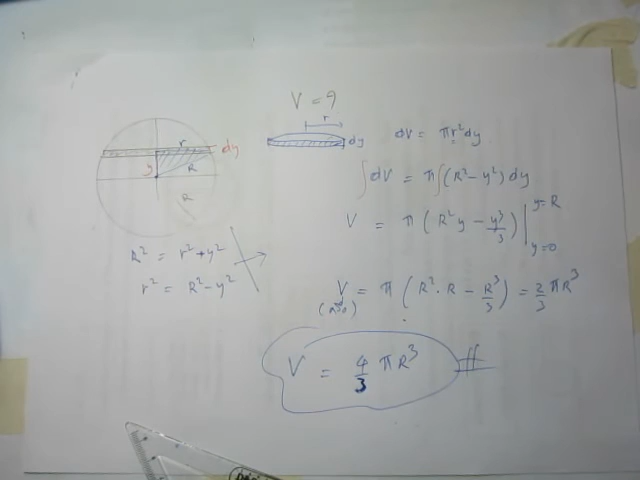 V = ?
r
dy
dV = πr²dy
r
dy
y
R
R
∫dV = π∫(R²-y²)dy
V = π(R²y - y³/3)|
y=R
y=0
R² = r²+y²
r² = R²-y²
V = π(R²·R - R³/3) = 2/3 πR³
V = 4/3 πR³